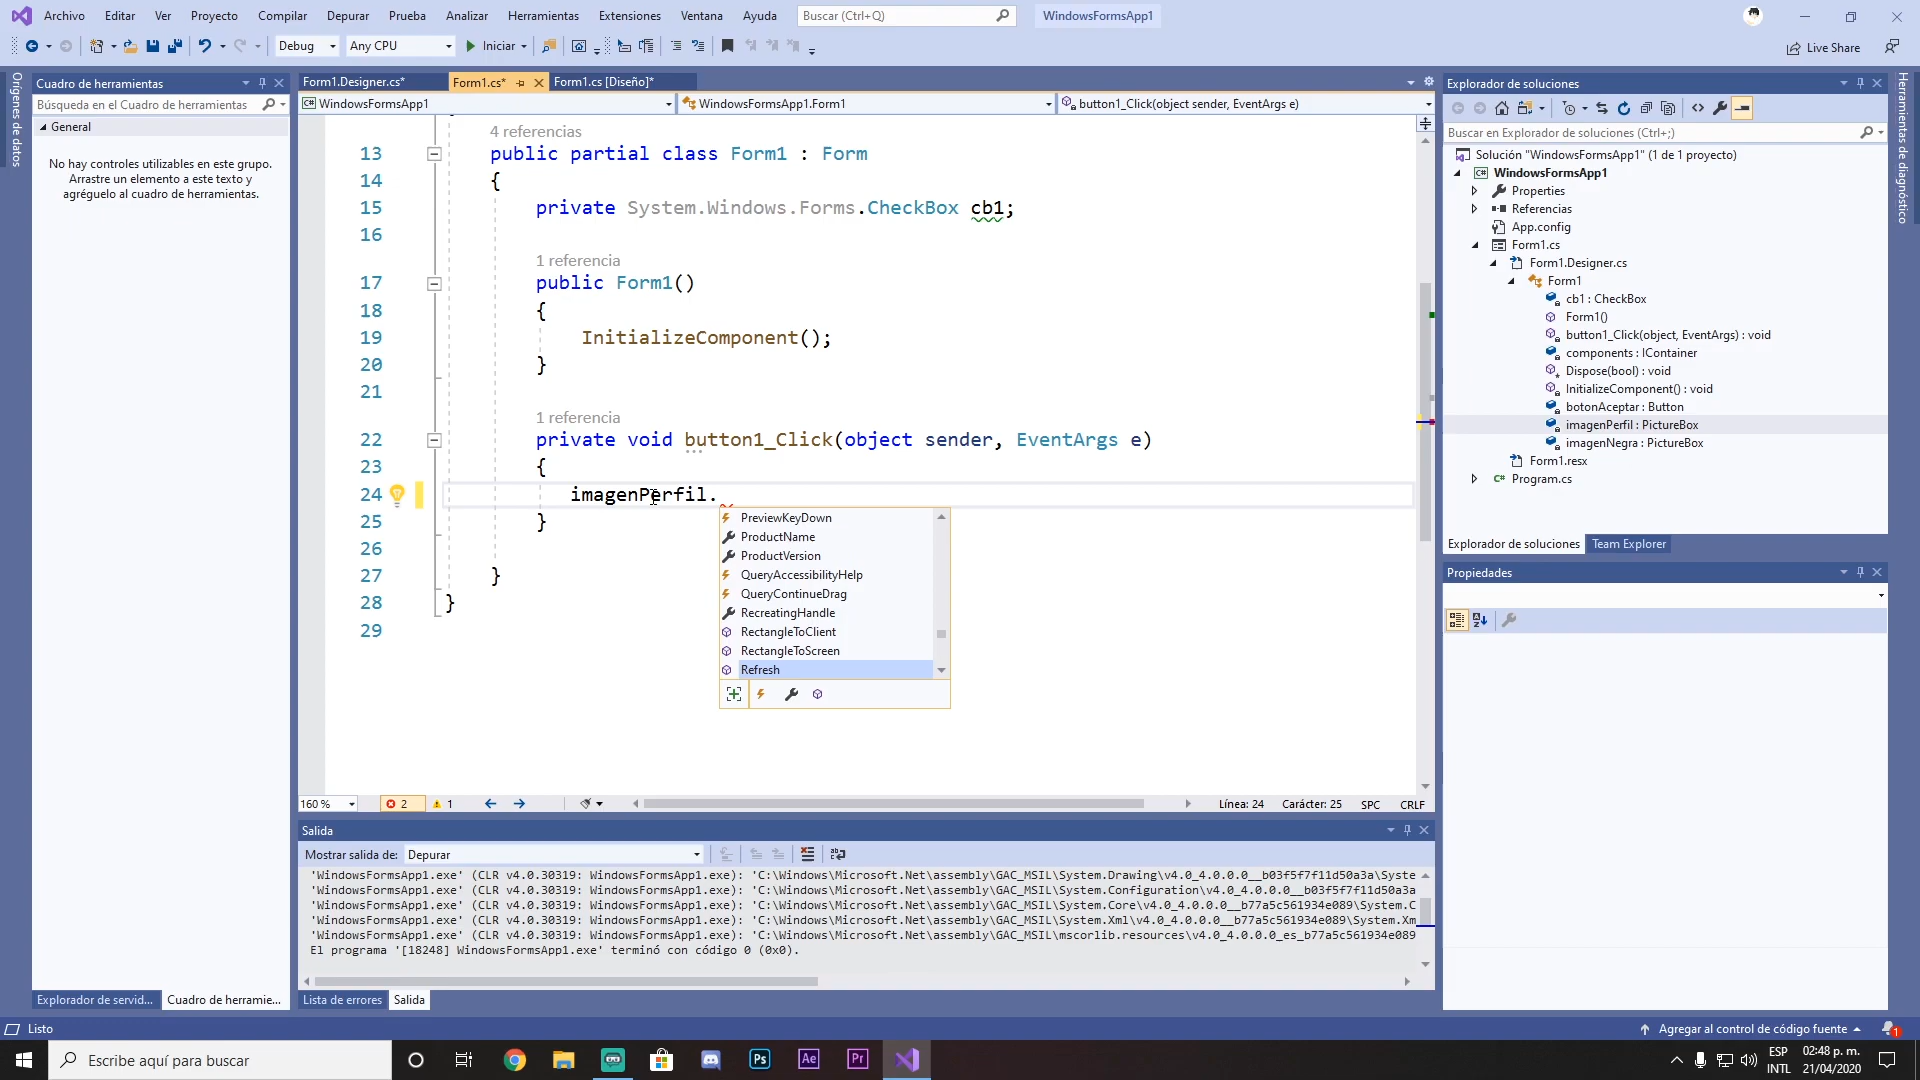 Archivo Editar Ver Proyecto Compilar Depurar Prueba Analizar Herramientas Extensiones Ventana Ayuda Buscar (Ctrl+Q) WindowsFormsApp1
Debug Any CPU Iniciar Live Share
Orígenes de datos
Cuadro de herramientas
Búsqueda en el Cuadro de herramientas
General
No hay controles utilizables en este grupo.
Arrastre un elemento a este texto y
agréguelo al cuadro de herramientas.
Explorador de servid... Cuadro de herramie...
Form1.Designer.cs* Form1.cs* Form1.cs [Diseño]*
WindowsFormsApp1 WindowsFormsApp1.Form1 button1_Click(object sender, EventArgs e)
4 referencias
13 public partial class Form1 : Form
14 {
15 private System.Windows.Forms.CheckBox cb1;
16
1 referencia
17 public Form1()
18 {
19 InitializeComponent();
20 }
21
1 referencia
22 private void button1_Click(object sender, EventArgs e)
23 {
24 imagenPerfil.
25 }
26
27 }
28 }
29
PreviewKeyDown
ProductName
ProductVersion
QueryAccessibilityHelp
QueryContinueDrag
RecreatingHandle
RectangleToClient
RectangleToScreen
Refresh
160 % 2 1 Línea: 24 Carácter: 25 SPC CRLF
Salida
Mostrar salida de: Depurar
'WindowsFormsApp1.exe' (CLR v4.0.30319: WindowsFormsApp1.exe): 'C:\Windows\Microsoft.Net\assembly\GAC_MSIL\System.Drawing\v4.0_4.0.0.0__b03f5f7f11d50a3a\Syste
'WindowsFormsApp1.exe' (CLR v4.0.30319: WindowsFormsApp1.exe): 'C:\Windows\Microsoft.Net\assembly\GAC_MSIL\System.Configuration\v4.0_4.0.0.0__b03f5f7f11d50a3a
'WindowsFormsApp1.exe' (CLR v4.0.30319: WindowsFormsApp1.exe): 'C:\Windows\Microsoft.Net\assembly\GAC_MSIL\System.Core\v4.0_4.0.0.0__b77a5c561934e089\System.C
'WindowsFormsApp1.exe' (CLR v4.0.30319: WindowsFormsApp1.exe): 'C:\Windows\Microsoft.Net\assembly\GAC_MSIL\System.Xml\v4.0_4.0.0.0__b77a5c561934e089\System.Xm
'WindowsFormsApp1.exe' (CLR v4.0.30319: WindowsFormsApp1.exe): 'C:\Windows\Microsoft.Net\assembly\GAC_MSIL\mscorlib.resources\v4.0_4.0.0.0_es_b77a5c561934e089
El programa '[18248] WindowsFormsApp1.exe' terminó con código 0 (0x0).
Lista de errores Salida
Explorador de soluciones
Buscar en Explorador de soluciones (Ctrl+;)
Solución "WindowsFormsApp1" (1 de 1 proyecto)
WindowsFormsApp1
Properties
Referencias
App.config
Form1.cs
Form1.Designer.cs
Form1
cb1 : CheckBox
Form1()
button1_Click(object, EventArgs) : void
components : IContainer
Dispose(bool) : void
InitializeComponent() : void
botonAceptar : Button
imagenPerfil : PictureBox
imagenNegra : PictureBox
Form1.resx
Program.cs
Explorador de soluciones Team Explorer
Propiedades
Herramientas de diagnóstico
Listo Agregar al control de código fuente 1
Escribe aquí para buscar
Ps Ae Pr
ESP
INTL
02:48 p. m.
21/04/2020